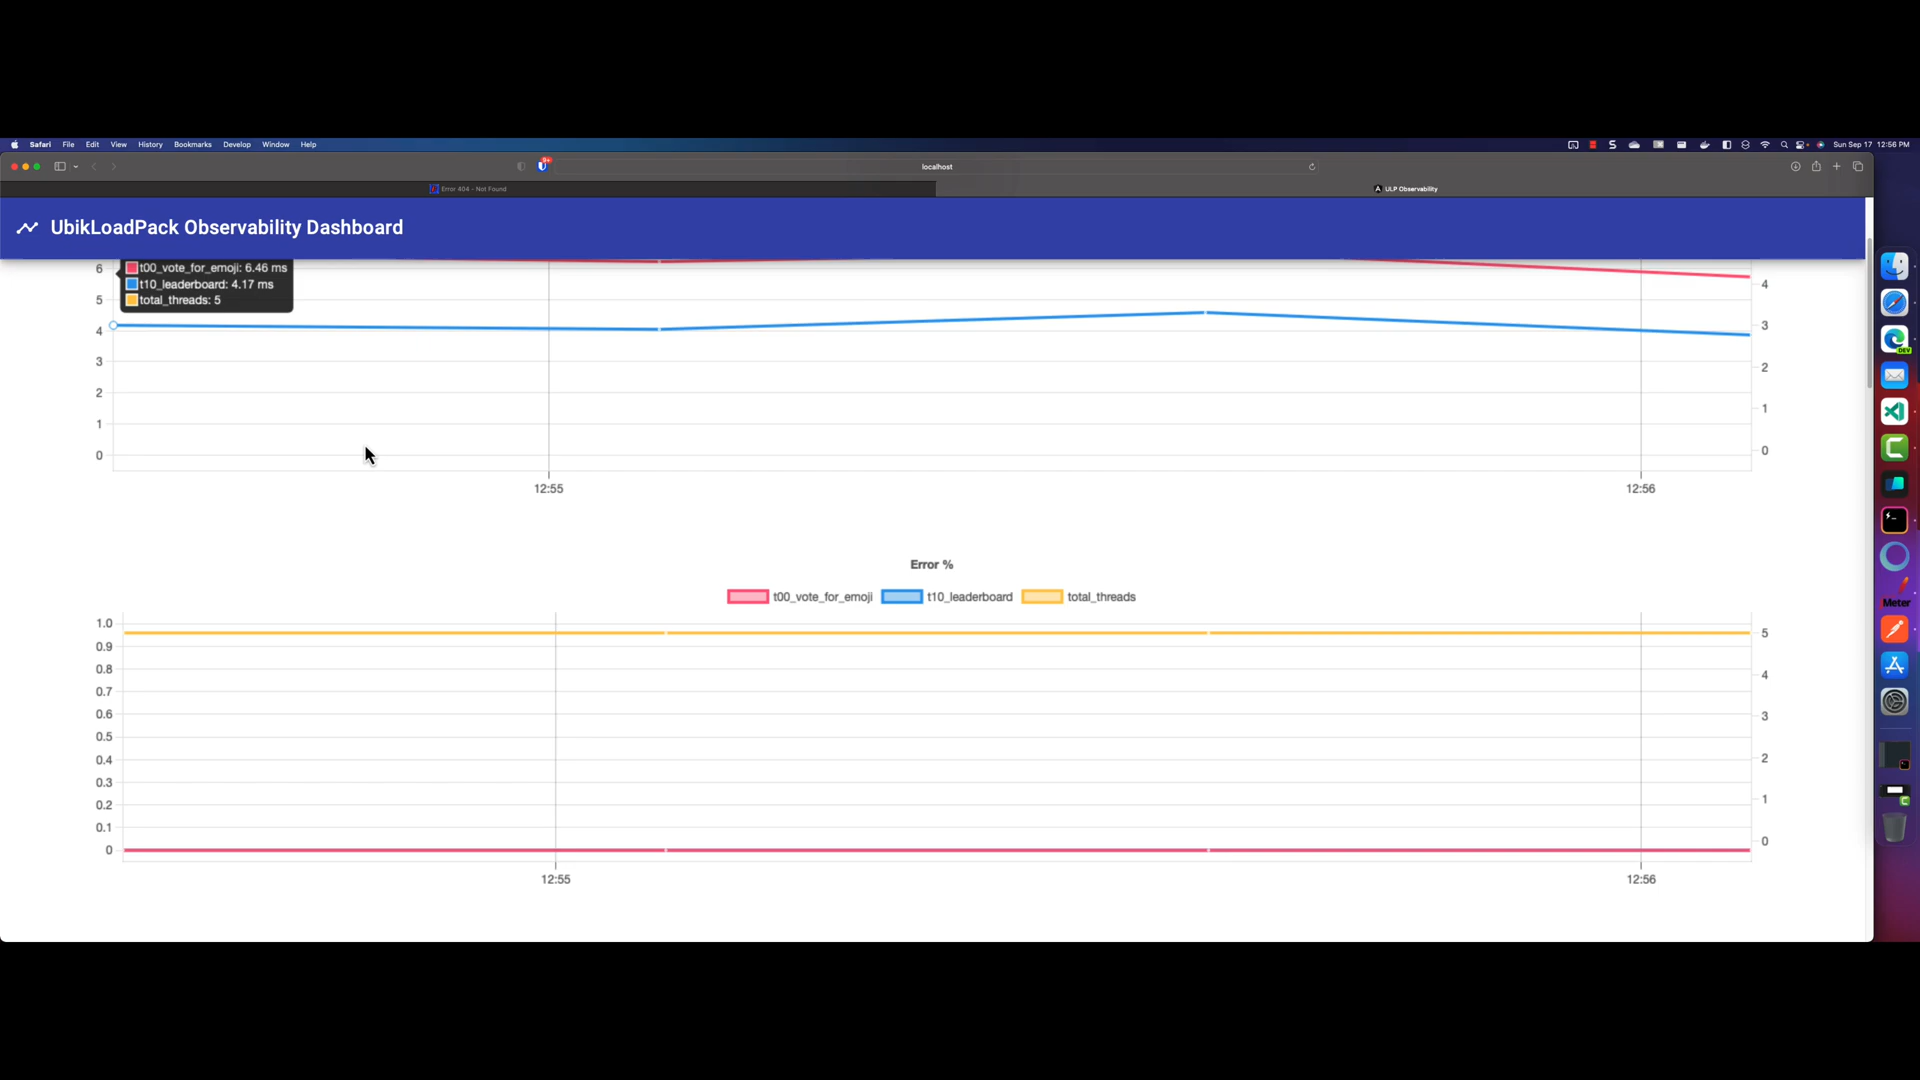 Safari File Edit View History Bookmarks Develop Window Help
Sun Sep 17 12:56 PM
9+
localhost
Error 404 - Not Found
ULP Observability
UbikLoadPack Observability Dashboard
t00_vote_for_emoji: 6.46 ms
t10_leaderboard: 4.17 ms
total_threads: 5
6
5
4
3
2
1
0
4
3
2
1
0
12:55
12:56
Error %
t00_vote_for_emoji t10_leaderboard total_threads
1.0
0.9
0.8
0.7
0.6
0.5
0.4
0.3
0.2
0.1
0
5
4
3
2
1
0
12:55
12:56
DEV
Meter